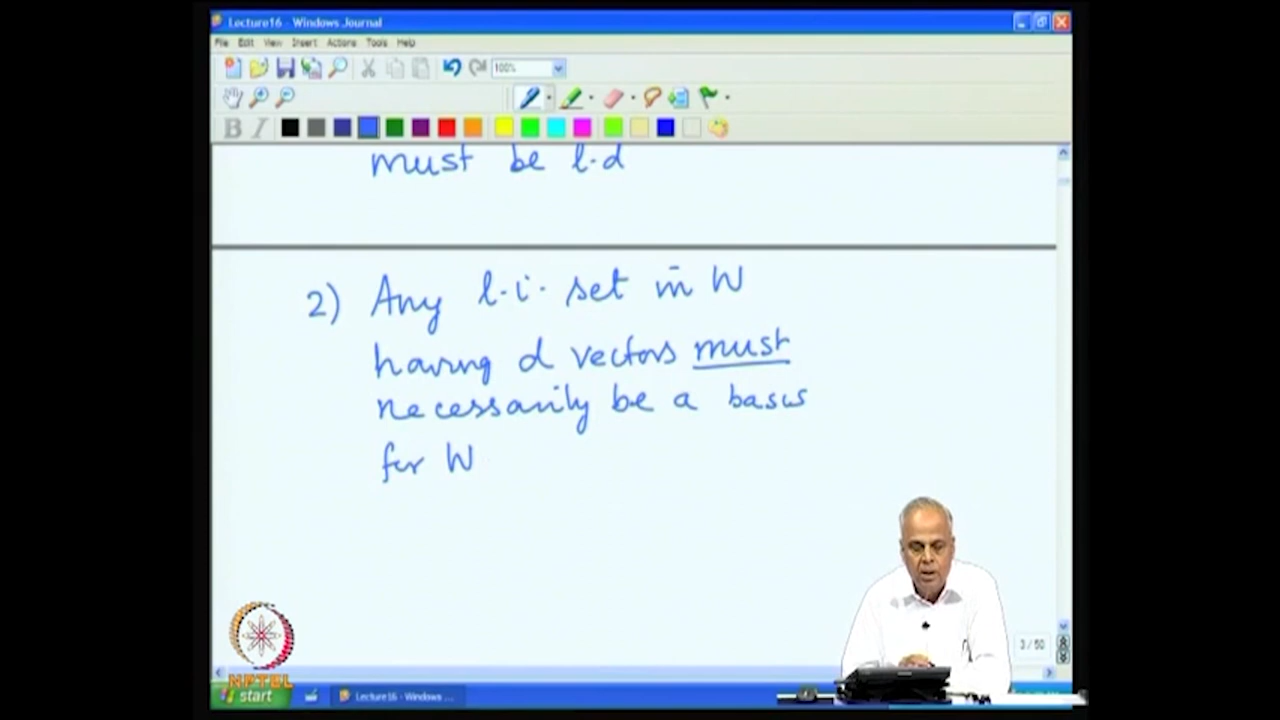 Lecture16 - Windows Journal
File Edit View Insert Actions Tools Help
100%
B I
must be l.d
2) Any l.i. set in W
having d vectors must
necessarily be a basis
for W
3 / 50
NPTEL
start Lecture16 - Windows ...